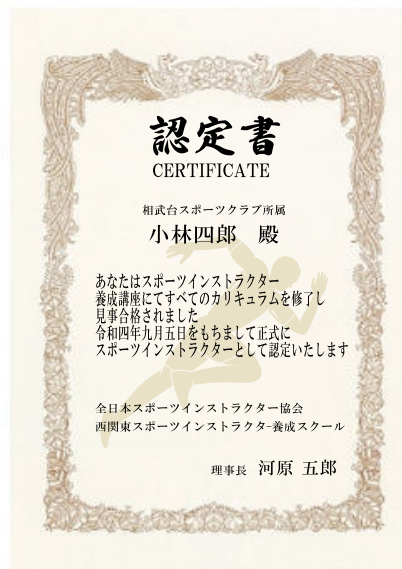 認定書
CERTIFICATE
相武台スポーツクラブ所属
小林四郎　殿
あなたはスポーツインストラクター
養成講座にてすべてのカリキュラムを修了し
見事合格されました
令和四年九月五日をもちまして正式に
スポーツインストラクターとして認定いたします
全日本スポーツインストラクター協会
西関東スポーツインストラクタ-養成スクール
理事長　河原 五郎